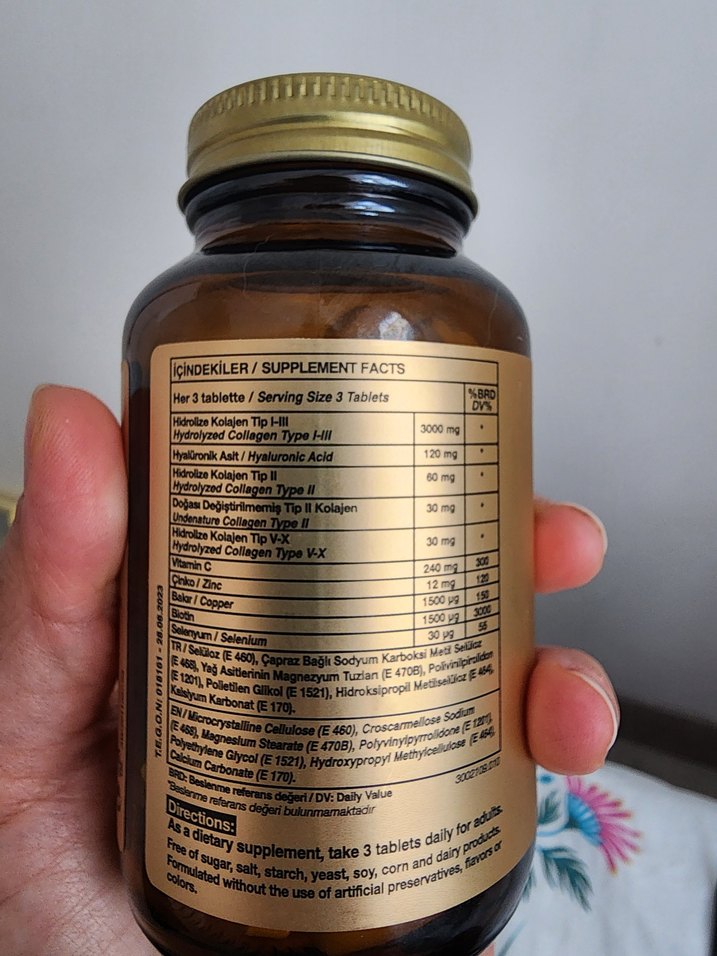 İÇİNDEKİLER / SUPPLEMENT FACTS
Her 3 tablette / Serving Size 3 Tablets %BRD DV%
Hidrolize Kolajen Tip I-III
Hydrolyzed Collagen Type I-III 3000 mg *
Hyalüronik Asit / Hyaluronic Acid 120 mg *
Hidrolize Kolajen Tip II
Hydrolyzed Collagen Type II 60 mg *
Doğası Değiştirilmemiş Tip II Kolajen
Undenature Collagen Type II 30 mg *
Hidrolize Kolajen Tip V-X
Hydrolyzed Collagen Type V-X 30 mg *
Vitamin C 240 mg 300
Çinko / Zinc 12 mg 120
Bakır / Copper 1500 µg 150
Biotin 1500 µg 3000
Selenyum / Selenium 30 µg 55
TR / Selüloz (E 460), Çapraz Bağlı Sodyum Karboksi Metil Selüloz
(E 468), Yağ Asitlerinin Magnezyum Tuzları (E 470B), Polivinilpirolidon
(E 1201), Polietilen Glikol (E 1521), Hidroksipropil Metilselüloz (E 464),
Kalsiyum Karbonat (E 170).
EN / Microcrystalline Cellulose (E 460), Croscarmellose Sodium
(E 468), Magnesium Stearate (E 470B), Polyvinylpyrrolidone (E 1201),
Polyethylene Glycol (E 1521), Hydroxypropyl Methylcellulose (E 464),
Calcium Carbonate (E 170).
BRD: Beslenme referans değeri / DV: Daily Value
*Beslenme referans değeri bulunmamaktadır
3002109.010
Directions:
As a dietary supplement, take 3 tablets daily for adults.
Free of sugar, salt, starch, yeast, soy, corn and dairy products.
Formulated without the use of artificial preservatives, flavors or
colors.
T.E.G.O.N: 018161 - 28.08.2023